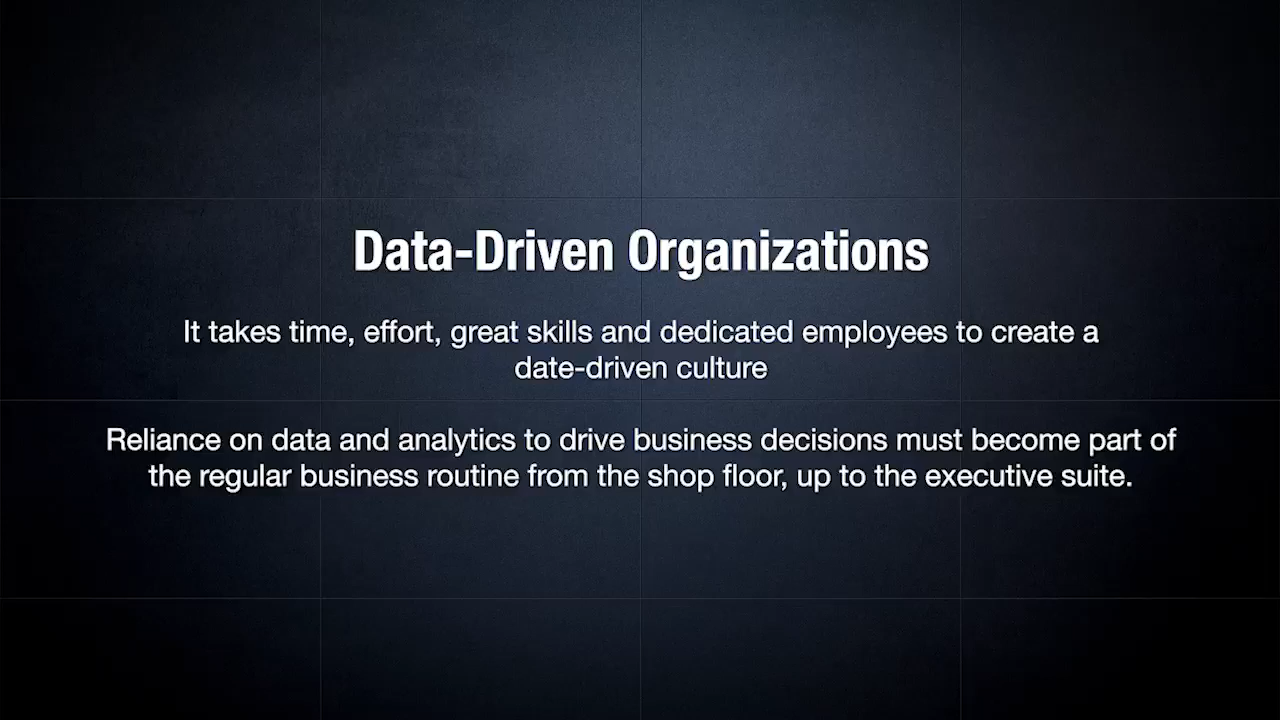 Data-Driven Organizations
It takes time, effort, great skills and dedicated employees to create a
date-driven culture
Reliance on data and analytics to drive business decisions must become part of
the regular business routine from the shop floor, up to the executive suite.